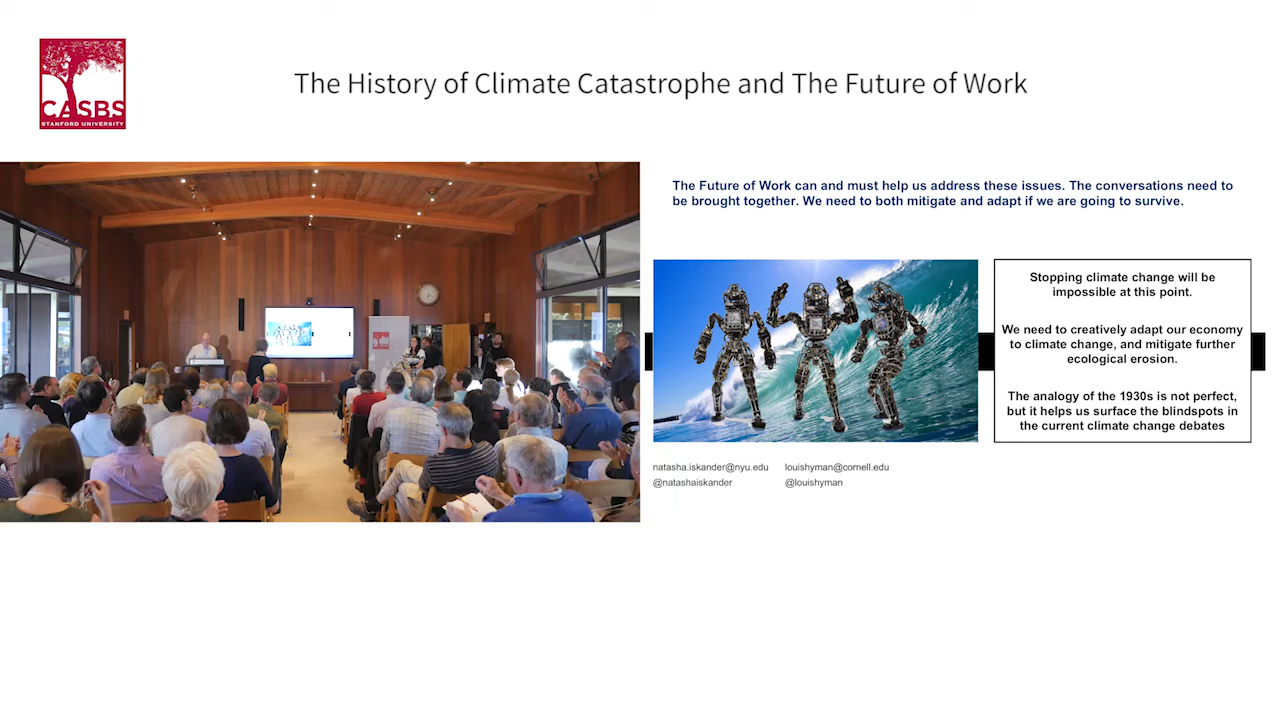 CASBS
STANFORD UNIVERSITY
The History of Climate Catastrophe and The Future of Work
The Future of Work can and must help us address these issues. The conversations need to
be brought together. We need to both mitigate and adapt if we are going to survive.
Stopping climate change will be
impossible at this point.
We need to creatively adapt our economy
to climate change, and mitigate further
ecological erosion.
The analogy of the 1930s is not perfect,
but it helps us surface the blindspots in
the current climate change debates
natasha.iskander@nyu.edu louishyman@cornell.edu
@natashaiskander @louishyman